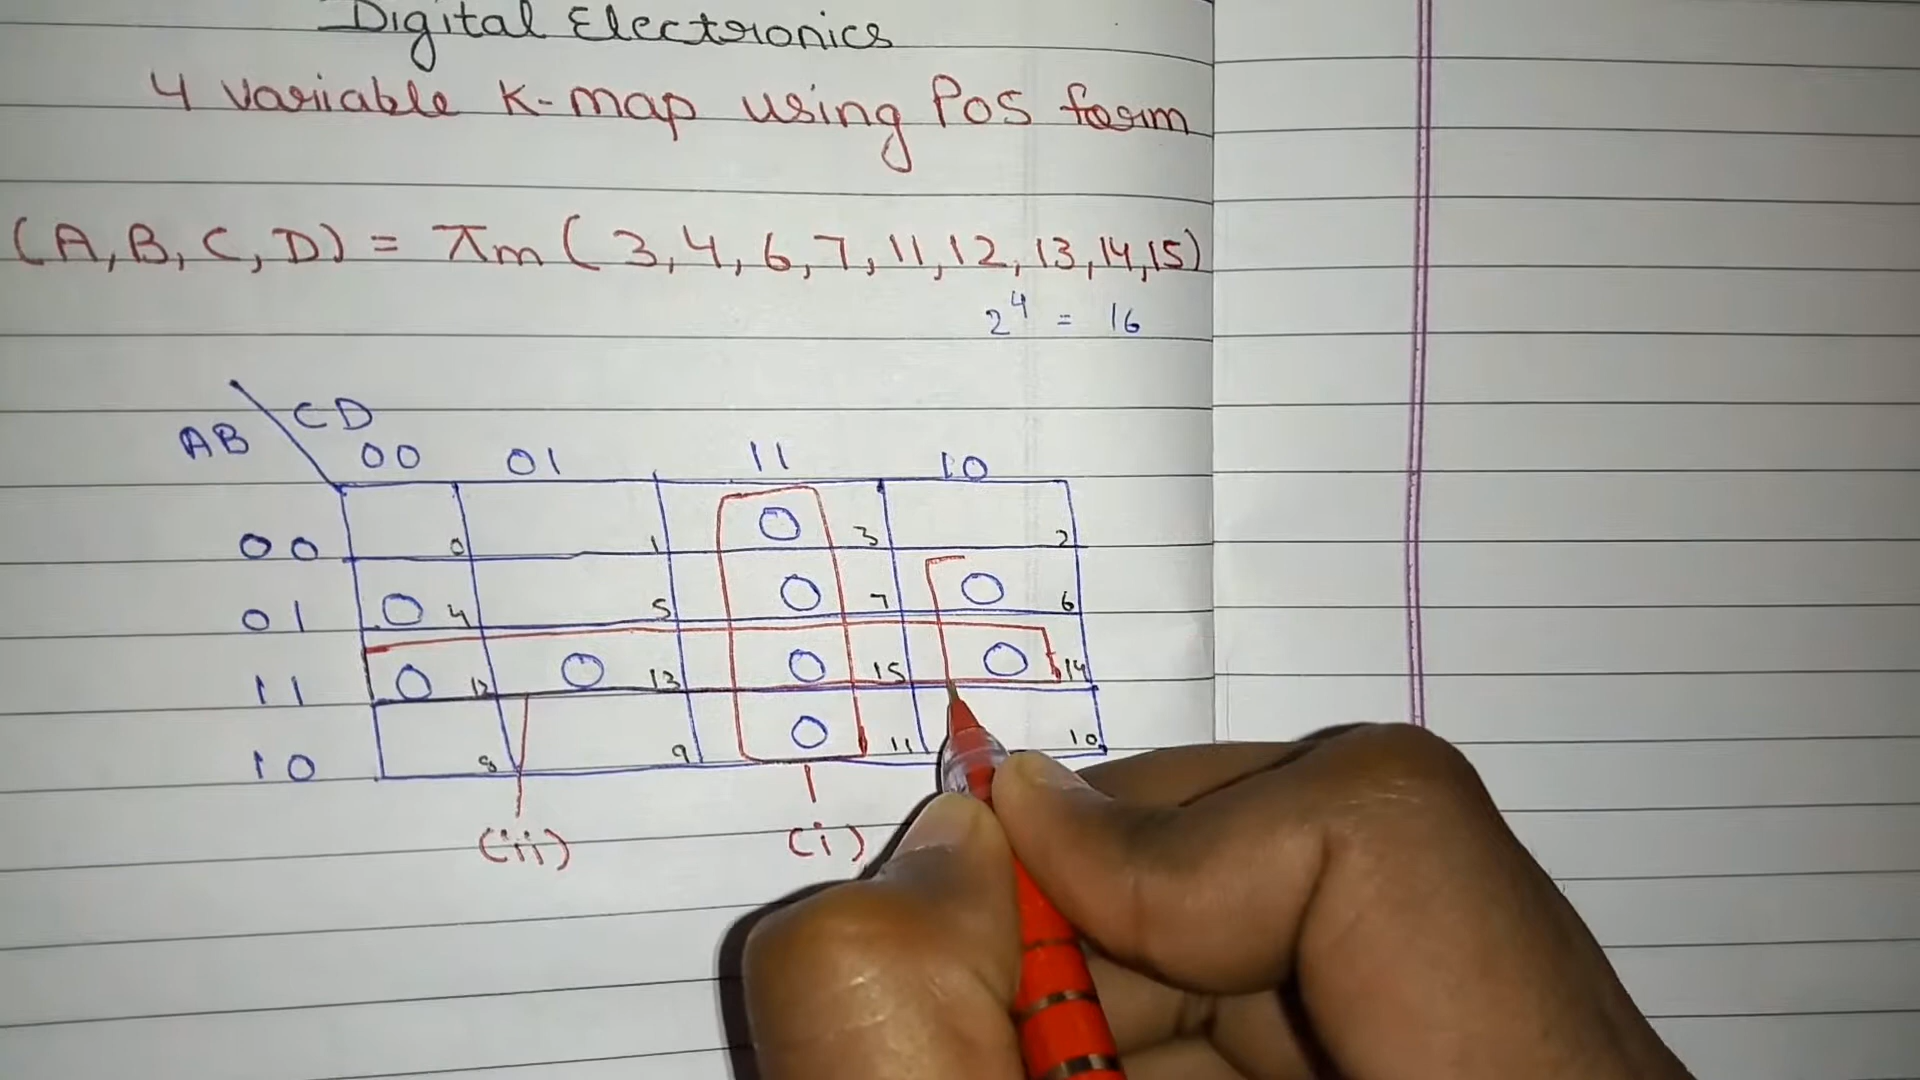 Digital Electronics
4 variable K-map using POS form
(A, B, C, D) = πm ( 3, 4, 6, 7, 11, 12, 13, 14, 15)
2^4 = 16
AB CD
00 01 11 10
00 0 0 1 3 2
01 0 4 5 0 7 0 6
11 0 12 0 13 0 15 0 14
10 8 9 0 11 10
(ii) (i)